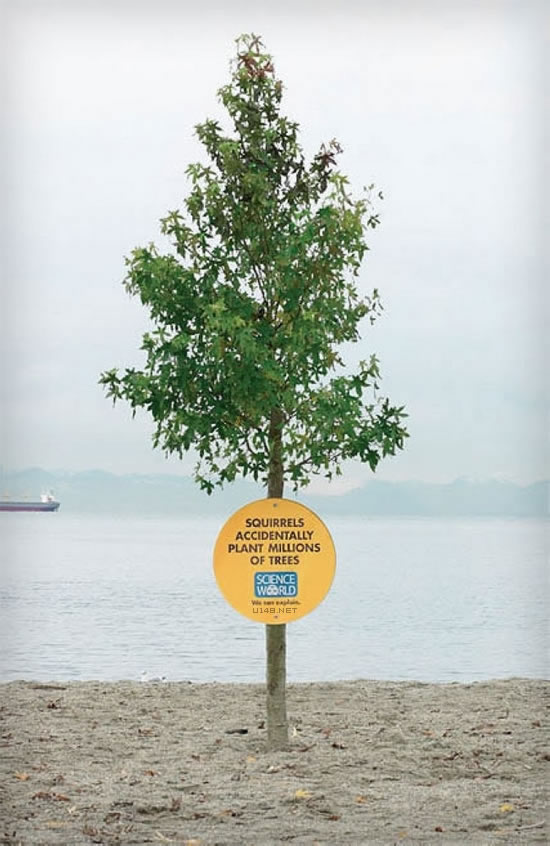 SQUIRRELS
ACCIDENTALLY
PLANT MILLIONS
OF TREES
SCIENCE
WORLD
We can explain.
U148.NET